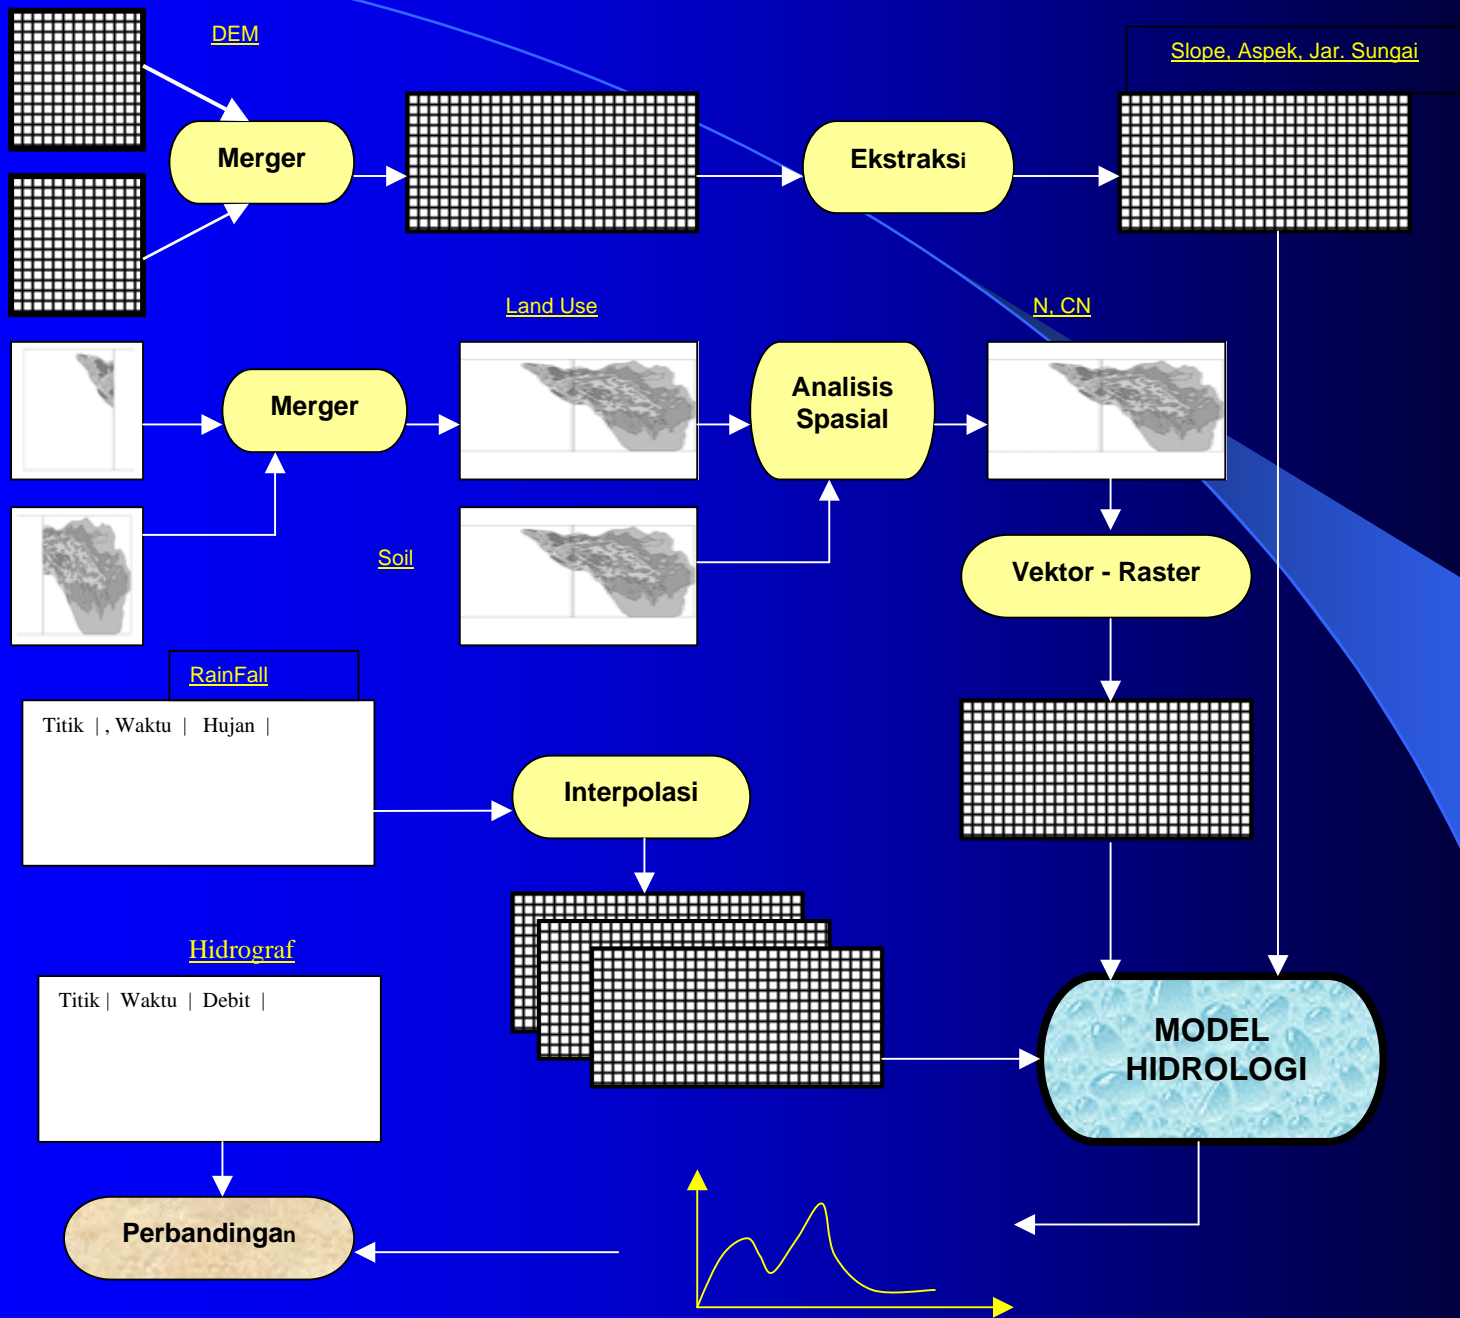 DEM
Slope, Aspek, Jar. Sungai
Merger
Ekstraksi
Land Use
N, CN
Merger
Analisis
Spasial
Soil
Vektor - Raster
RainFall
Titik | , Waktu | Hujan |
Interpolasi
Hidrograf
Titik | Waktu | Debit |
MODEL
HIDROLOGI
Perbandingan